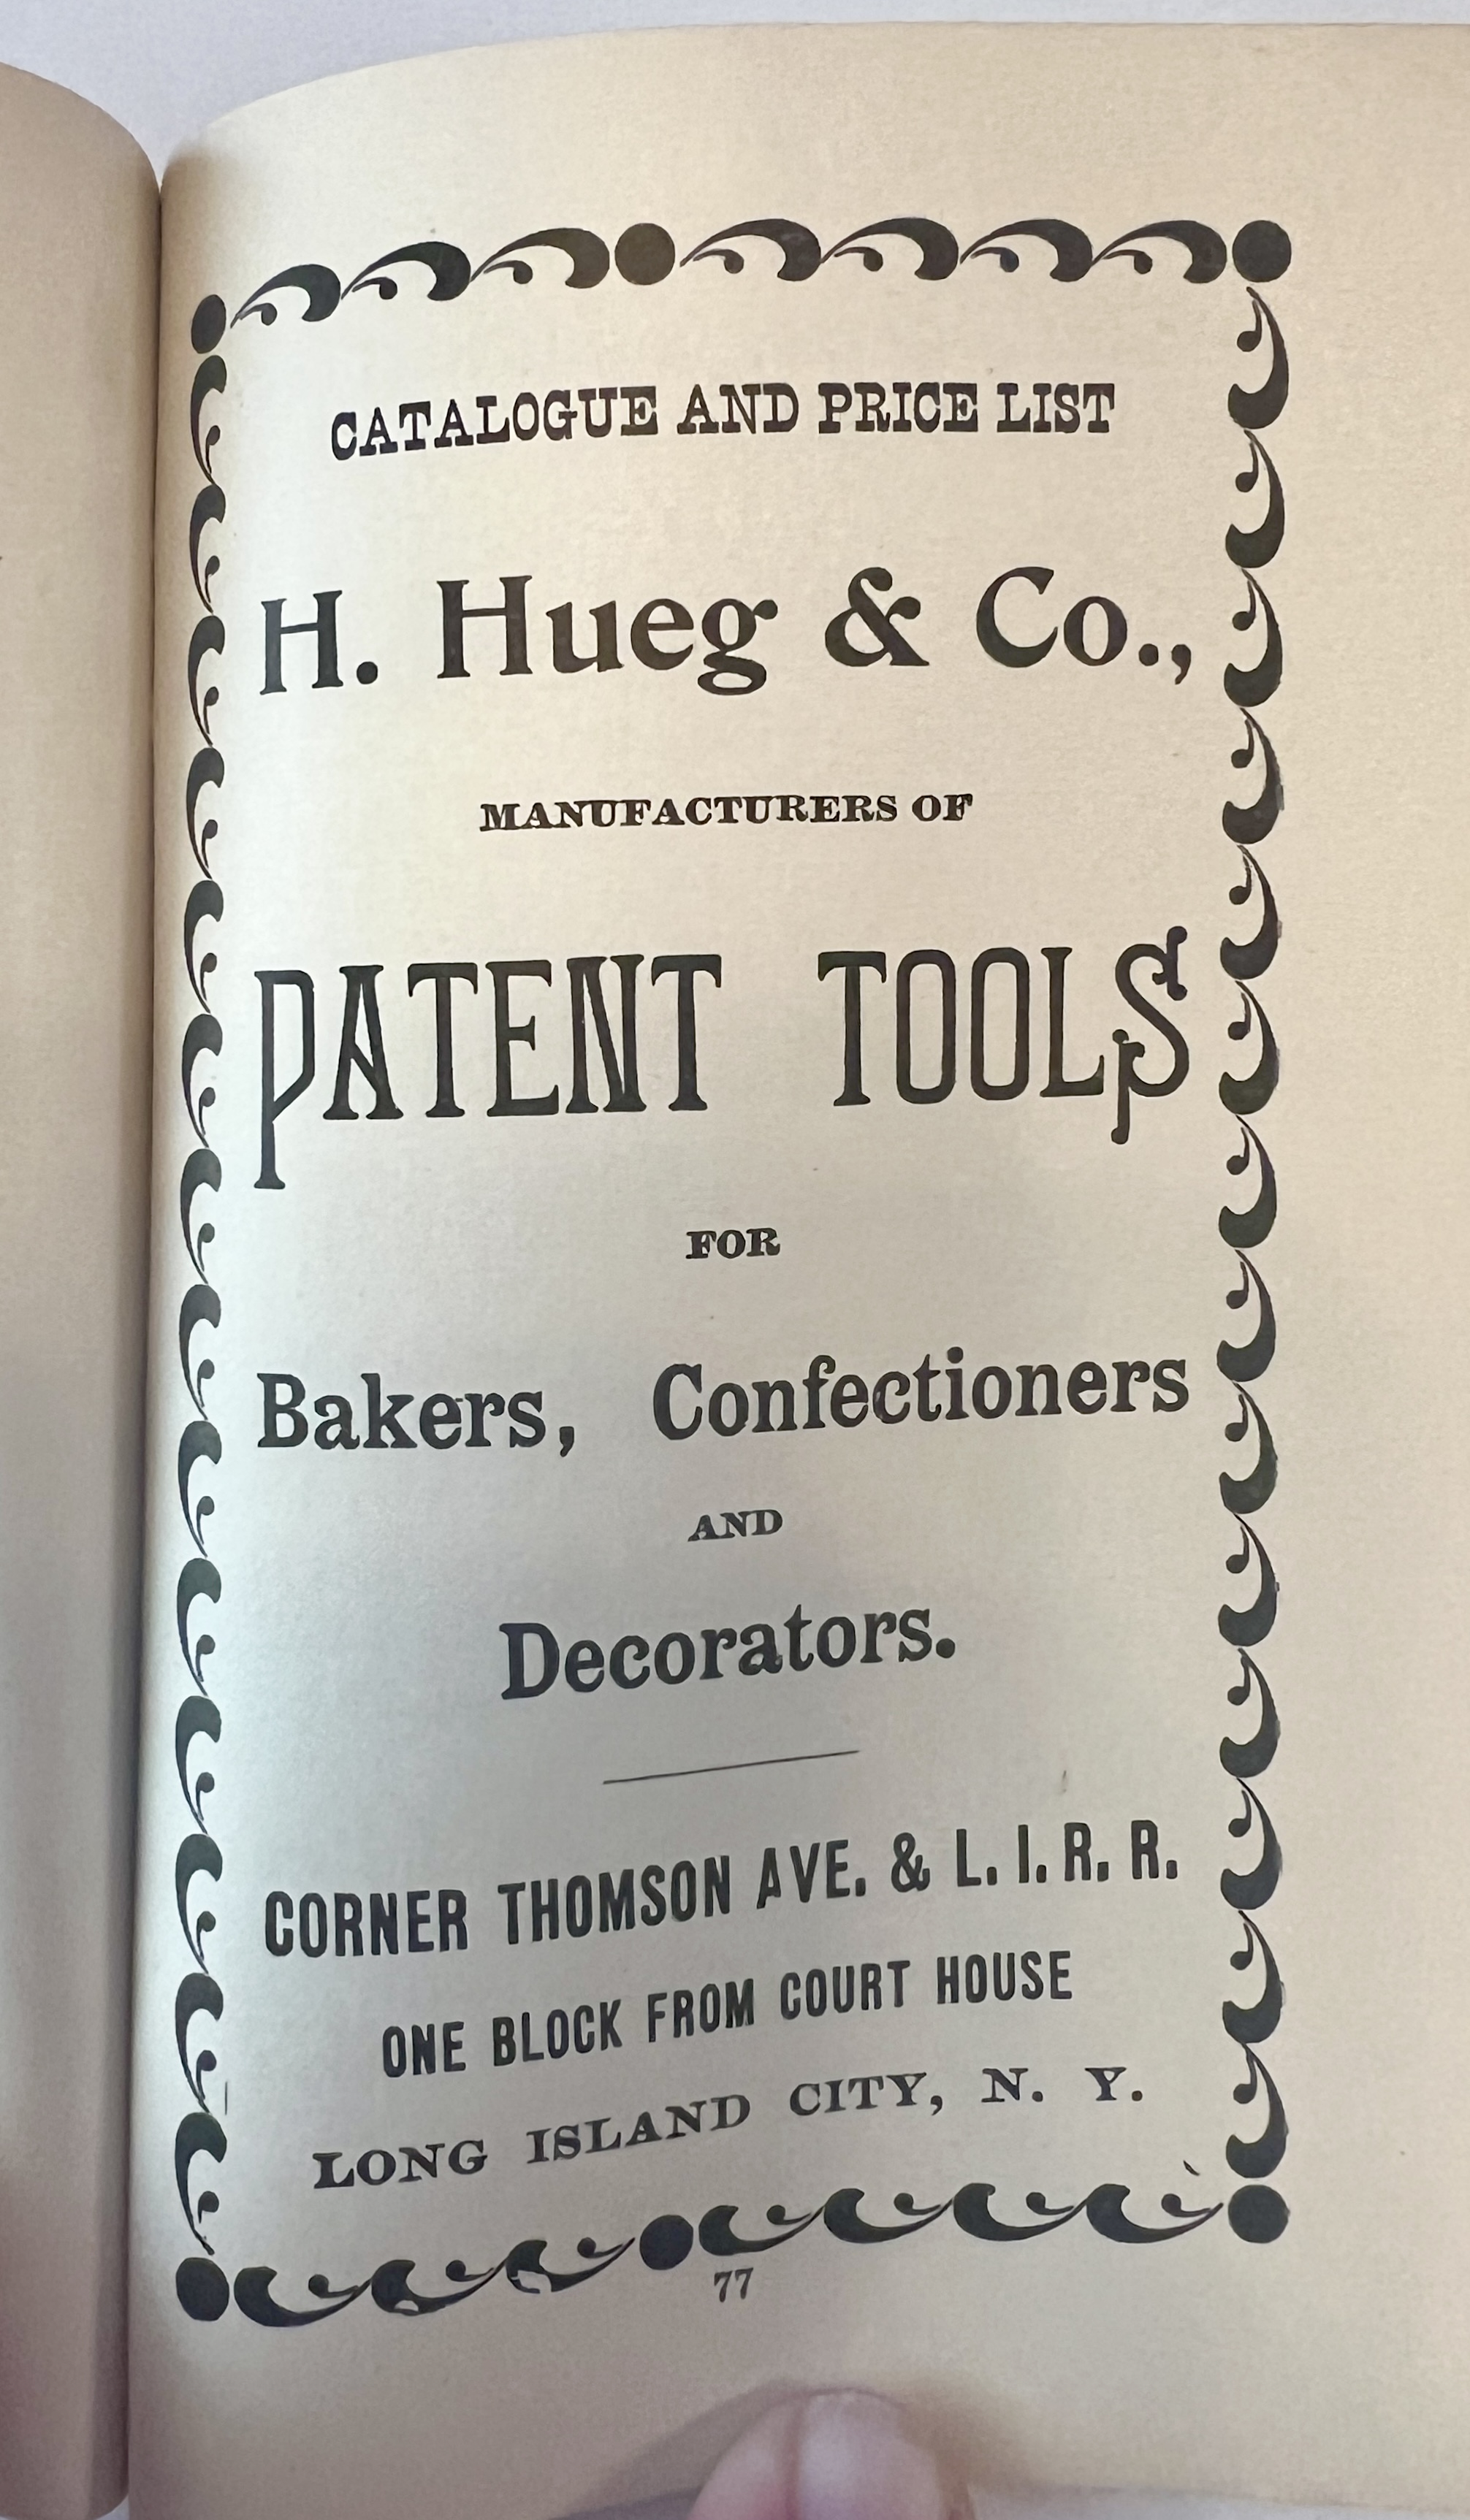 CATALOGUE AND PRICE LIST
H. Hueg & Co.,
MANUFACTURERS OF
PATENT TOOLS
FOR
Bakers, Confectioners
AND
Decorators.
CORNER THOMSON AVE. & L. I. R. R.
ONE BLOCK FROM COURT HOUSE
LONG ISLAND CITY, N. Y.
77